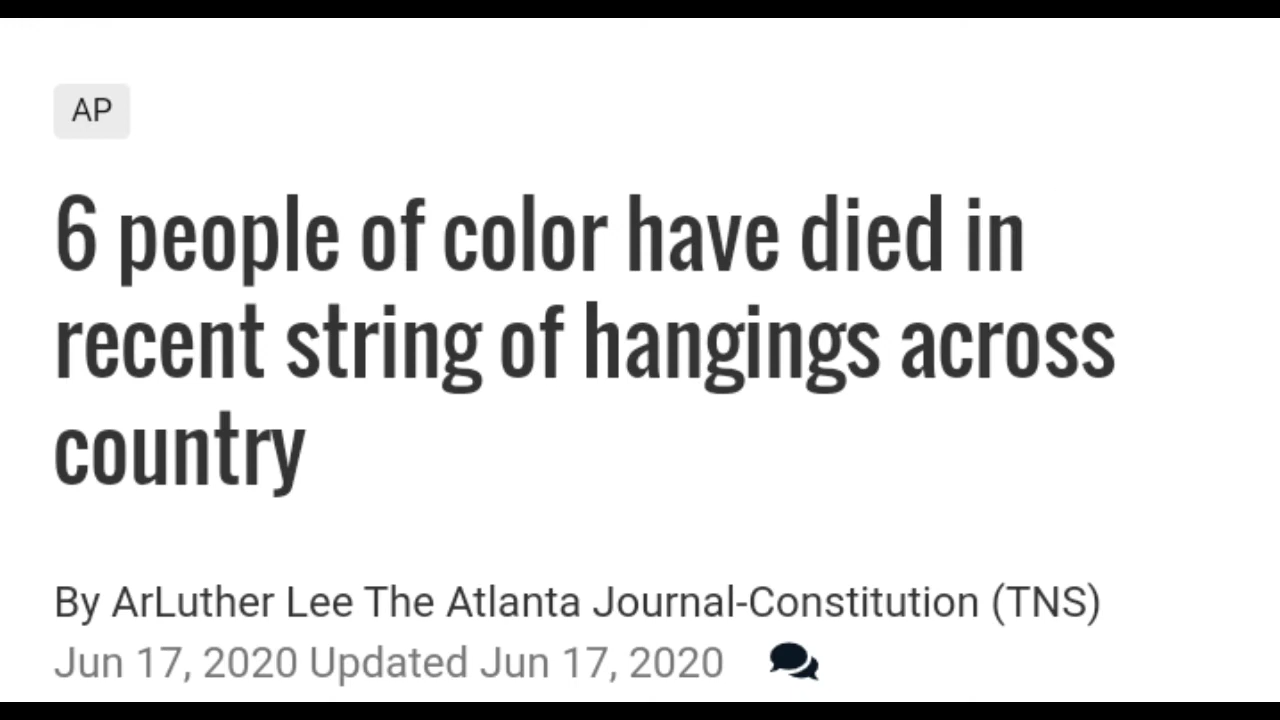 AP
6 people of color have died in
recent string of hangings across
country
By ArLuther Lee The Atlanta Journal-Constitution (TNS)
Jun 17, 2020 Updated Jun 17, 2020